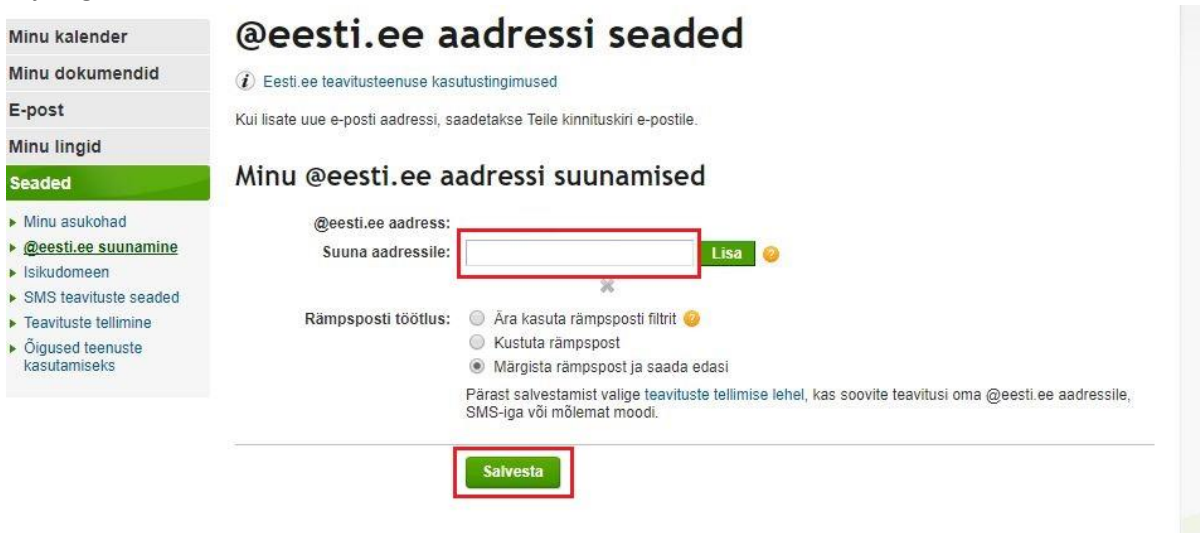 Minu kalender
Minu dokumendid
E-post
Minu lingid
Seaded
Minu asukohad
@eesti.ee suunamine
Isikudomeen
SMS teavituste seaded
Teavituste tellimine
Õigused teenuste
kasutamiseks
@eesti.ee aadressi seaded
Eesti.ee teavitusteenuse kasutustingimused
Kui lisate uue e-posti aadressi, saadetakse Teile kinnituskiri e-postile.
Minu @eesti.ee aadressi suunamised
@eesti.ee aadress:
Suuna aadressile: Lisa ?
Rämpsposti töötlus: Ära kasuta rämpsposti filtrit ?
Kustuta rämpspost
Märgista rämpspost ja saada edasi
Pärast salvestamist valige teavituste tellimise lehel, kas soovite teavitusi oma @eesti.ee aadressile,
SMS-iga või mõlemat moodi.
Salvesta